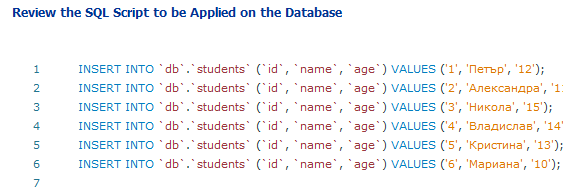 Review the SQL Script to be Applied on the Database
1 INSERT INTO `db`.`students` (`id`, `name`, `age`) VALUES ('1', 'Петър', '12');
2 INSERT INTO `db`.`students` (`id`, `name`, `age`) VALUES ('2', 'Александра',
3 INSERT INTO `db`.`students` (`id`, `name`, `age`) VALUES ('3', 'Никола', '15');
4 INSERT INTO `db`.`students` (`id`, `name`, `age`) VALUES ('4', 'Владислав', '14'
5 INSERT INTO `db`.`students` (`id`, `name`, `age`) VALUES ('5', 'Кристина', '13');
6 INSERT INTO `db`.`students` (`id`, `name`, `age`) VALUES ('6', 'Мариана', '10');
7